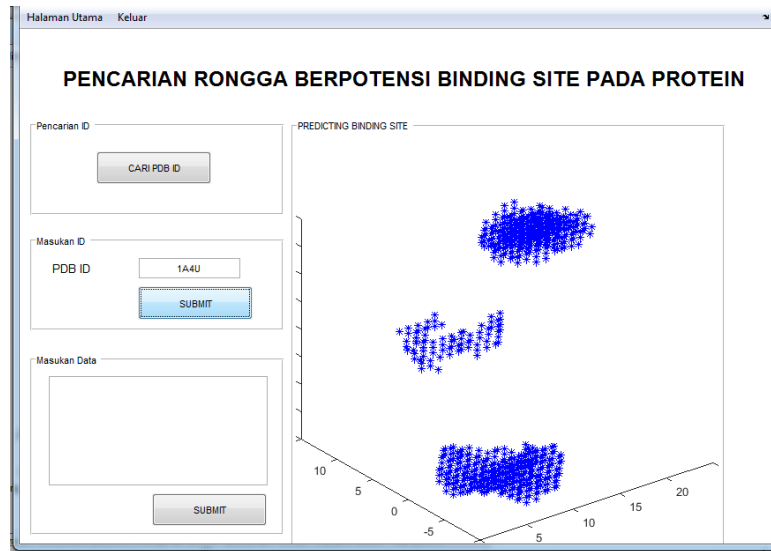 Halaman Utama Keluar
PENCARIAN RONGGA BERPOTENSI BINDING SITE PADA PROTEIN
Pencarian ID
CARI PDB ID
Masukan ID
PDB ID 1A4U
SUBMIT
Masukan Data
SUBMIT
PREDICTING BINDING SITE
10
5
0
-5
5
10
15
20